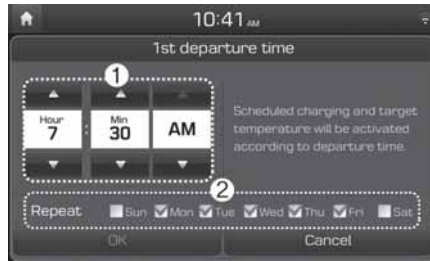 10:41 AM
1st departure time
1
Hour Min
7 : 30 AM
Scheduled charging and target
temperature will be activated
according to departure time.
2
Repeat Sun Mon Tue Wed Thu Fri Sat
OK Cancel